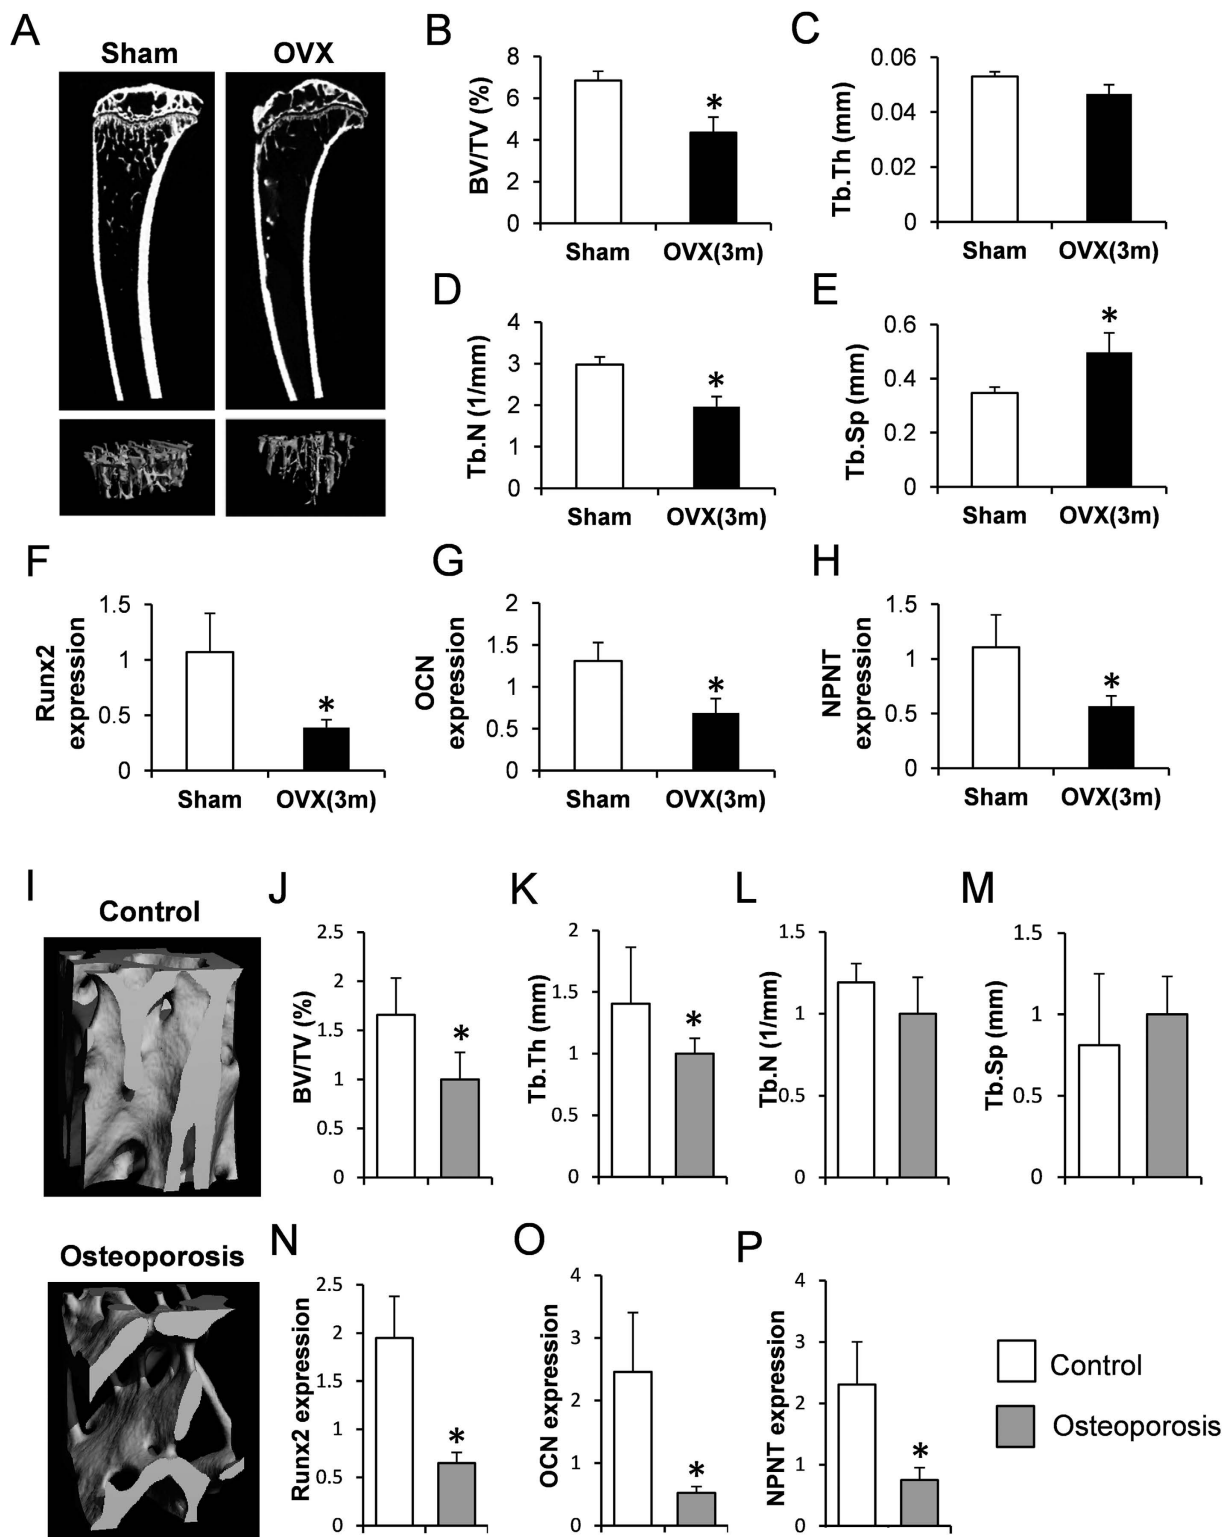 A
Sham
OVX
B
BV/TV (%)
8
6
4
2
0
*
Sham
OVX(3m)
C
Tb.Th (mm)
0.06
0.04
0.02
0
Sham
OVX(3m)
D
Tb.N (1/mm)
4
3
2
1
0
*
Sham
OVX(3m)
E
Tb.Sp (mm)
0.6
0.4
0.2
0
*
Sham
OVX(3m)
F
Runx2
expression
1.5
1
0.5
0
*
Sham
OVX(3m)
G
OCN
expression
2
1.5
1
0.5
0
*
Sham
OVX(3m)
H
NPNT
expression
1.5
1
0.5
0
*
Sham
OVX(3m)
I
Control
Osteoporosis
J
BV/TV (%)
2.5
2
1.5
1
0.5
0
*
K
Tb.Th (mm)
2
1.5
1
0.5
0
*
L
Tb.N (1/mm)
1.5
1
0.5
0
M
Tb.Sp (mm)
1.5
1
0.5
0
N
Runx2 expression
2.5
2
1.5
1
0.5
0
*
O
OCN expression
4
3
2
1
0
*
P
NPNT expression
4
3
2
1
0
*
Control
Osteoporosis